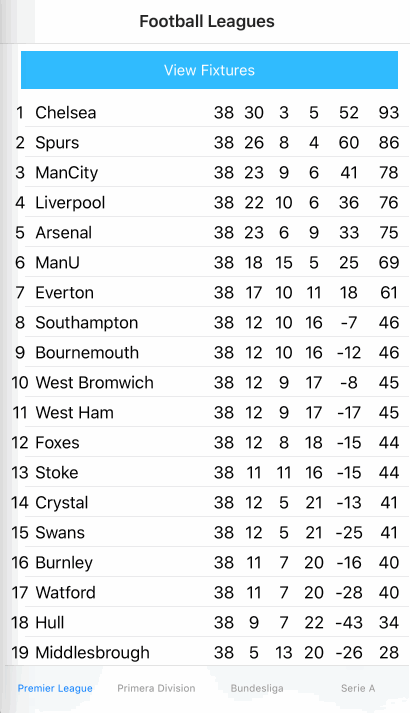 Football Leagues
View Fixtures
1 Chelsea 38 30 3 5 52 93
2 Spurs 38 26 8 4 60 86
3 ManCity 38 23 9 6 41 78
4 Liverpool 38 22 10 6 36 76
5 Arsenal 38 23 6 9 33 75
6 ManU 38 18 15 5 25 69
7 Everton 38 17 10 11 18 61
8 Southampton 38 12 10 16 -7 46
9 Bournemouth 38 12 10 16 -12 46
10 West Bromwich 38 12 9 17 -8 45
11 West Ham 38 12 9 17 -17 45
12 Foxes 38 12 8 18 -15 44
13 Stoke 38 11 11 16 -15 44
14 Crystal 38 12 5 21 -13 41
15 Swans 38 12 5 21 -25 41
16 Burnley 38 11 7 20 -16 40
17 Watford 38 11 7 20 -28 40
18 Hull 38 9 7 22 -43 34
19 Middlesbrough 38 5 13 20 -26 28
Premier League Primera Division Bundesliga Serie A